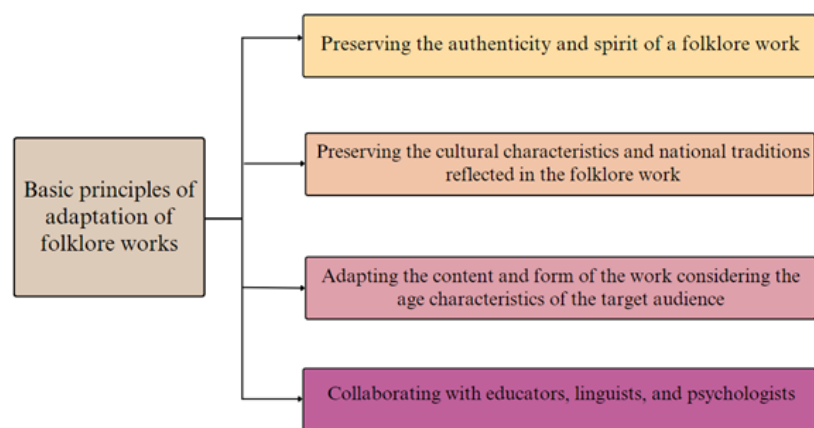 Basic principles of
adaptation of
folklore works
Preserving the authenticity and spirit of a folklore work
Preserving the cultural characteristics and national traditions
reflected in the folklore work
Adapting the content and form of the work considering the
age characteristics of the target audience
Collaborating with educators, linguists, and psychologists